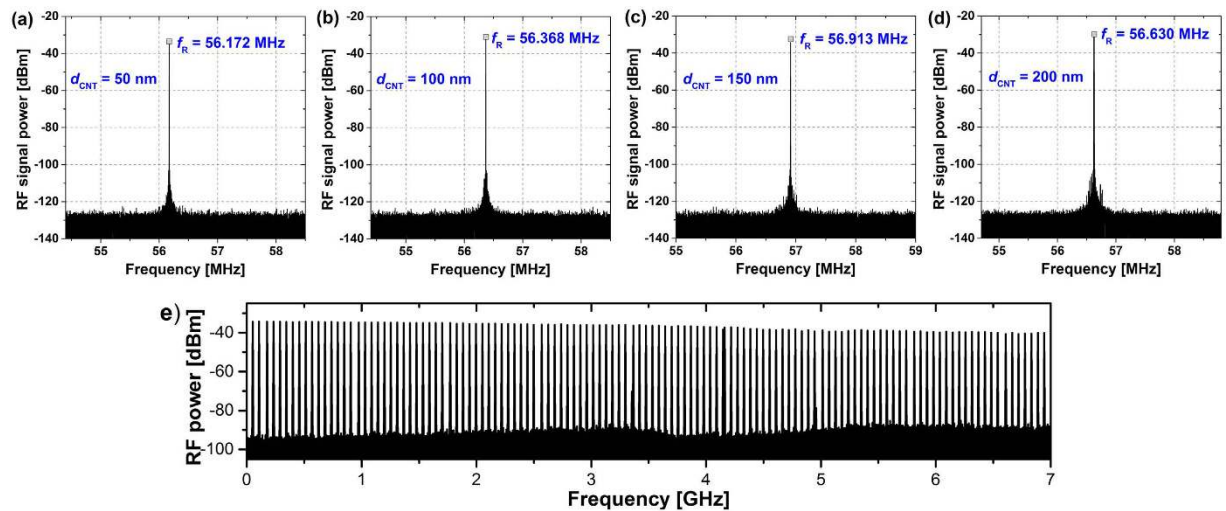 (a)
-20
-40
-60
-80
-100
-120
-140
RF signal power [dBm]
f_R = 56.172 MHz
d_CNT = 50 nm
55 56 57 58
Frequency [MHz]
(b)
-20
-40
-60
-80
-100
-120
-140
RF signal power [dBm]
f_R = 56.368 MHz
d_CNT = 100 nm
55 56 57 58
Frequency [MHz]
(c)
-20
-40
-60
-80
-100
-120
-140
RF signal power [dBm]
f_R = 56.913 MHz
d_CNT = 150 nm
55 56 57 58 59
Frequency [MHz]
(d)
-20
-40
-60
-80
-100
-120
-140
RF signal power [dBm]
f_R = 56.630 MHz
d_CNT = 200 nm
55 56 57 58
Frequency [MHz]
e)
RF power [dBm]
-40
-60
-80
-100
0 1 2 3 4 5 6 7
Frequency [GHz]